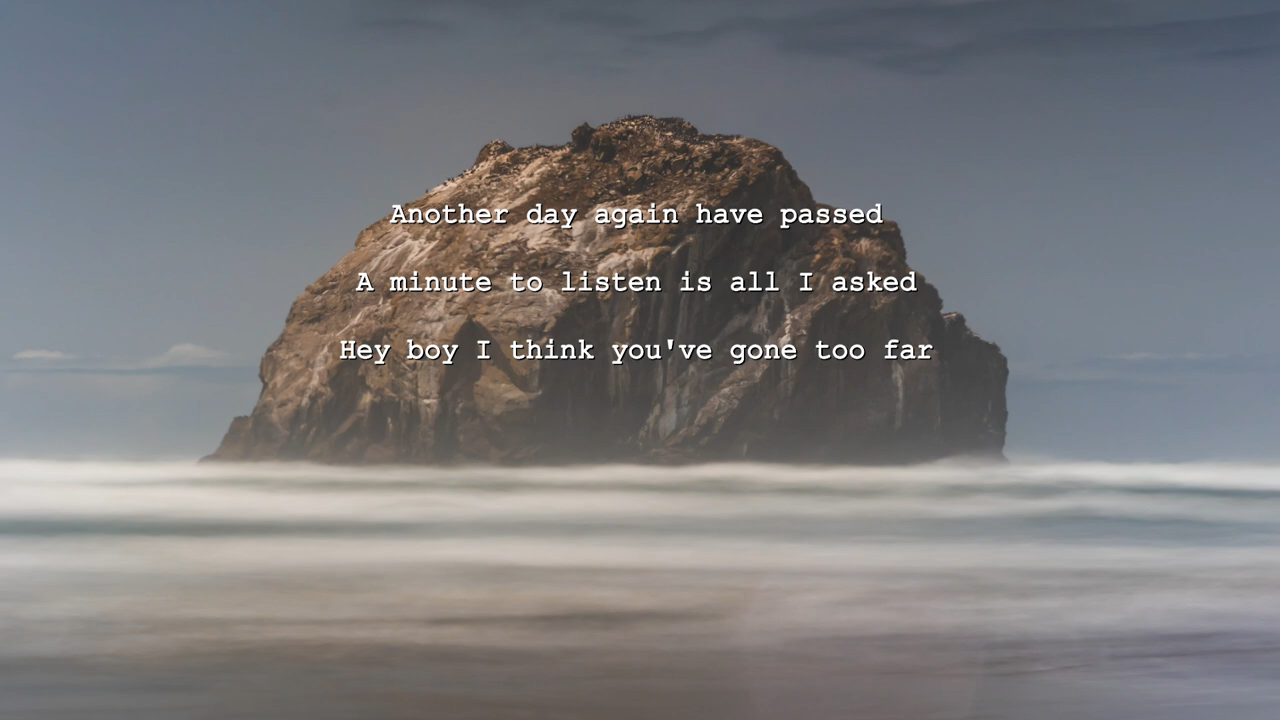 Another day again have passed
A minute to listen is all I asked
Hey boy I think you've gone too far